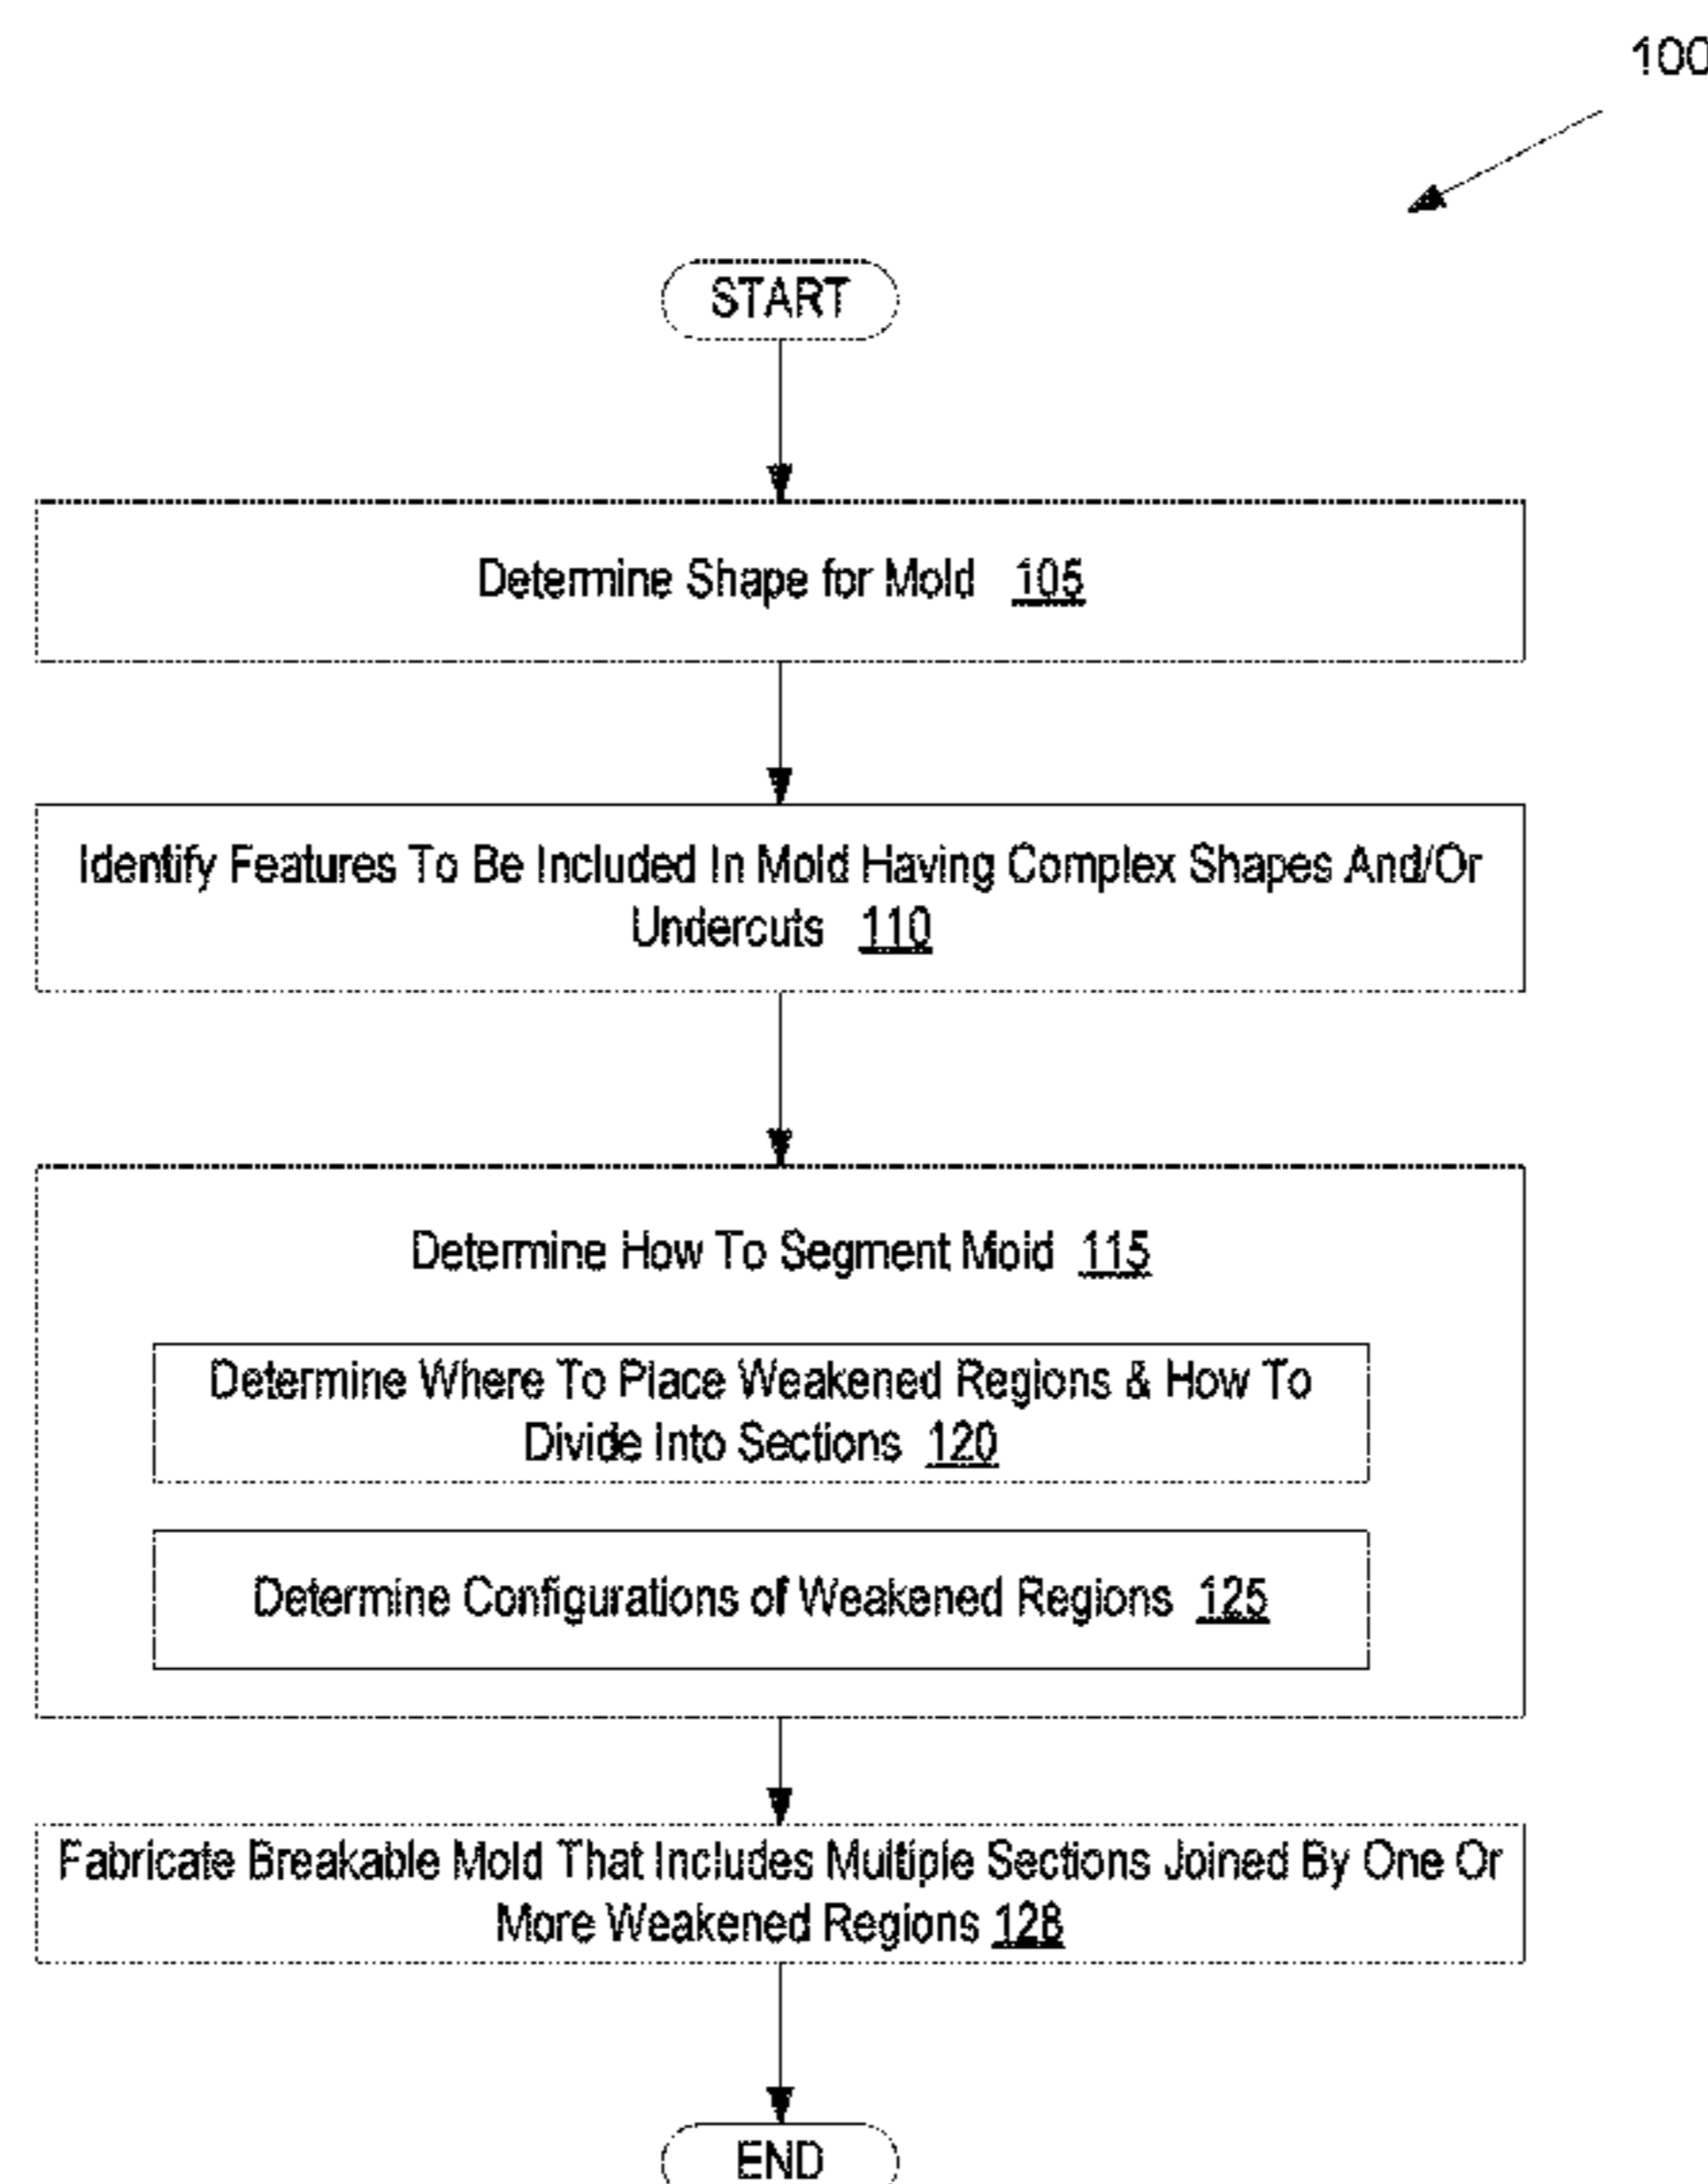 100
START
Determine Shape for Mold 105
Identify Features To Be Included In Mold Having Complex Shapes And/Or
Undercuts 110
Determine How To Segment Mold 115
Determine Where To Place Weakened Regions & How To
Divide Into Sections 120
Determine Configurations of Weakened Regions 125
Fabricate Breakable Mold That Includes Multiple Sections Joined By One Or
More Weakened Regions 128
END